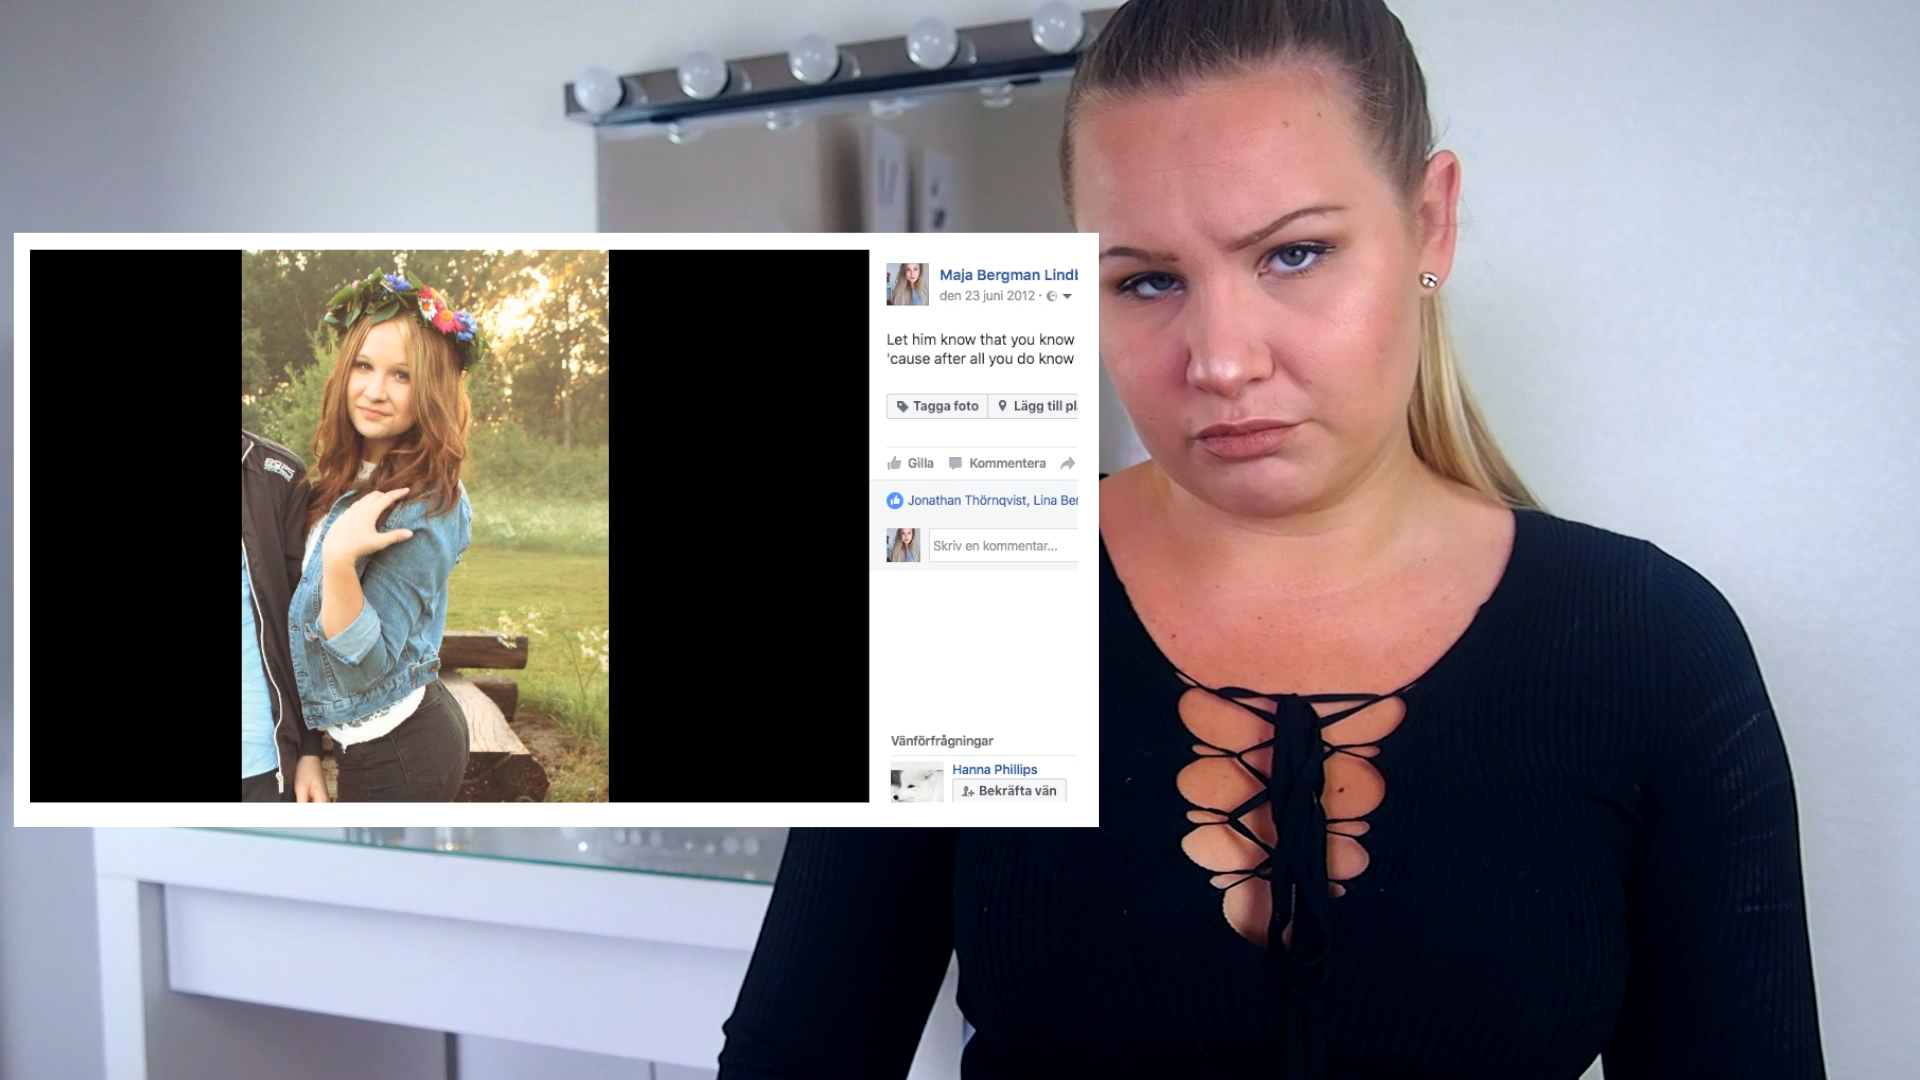 Maja Bergman Lindb
den 23 juni 2012 ·
Let him know that you know
'cause after all you do know
Tagga foto
Lägg till pl
Gilla
Kommentera
Jonathan Thörnqvist, Lina Ber
Skriv en kommentar...
Vänförfrågningar
Hanna Phillips
Bekräfta vän